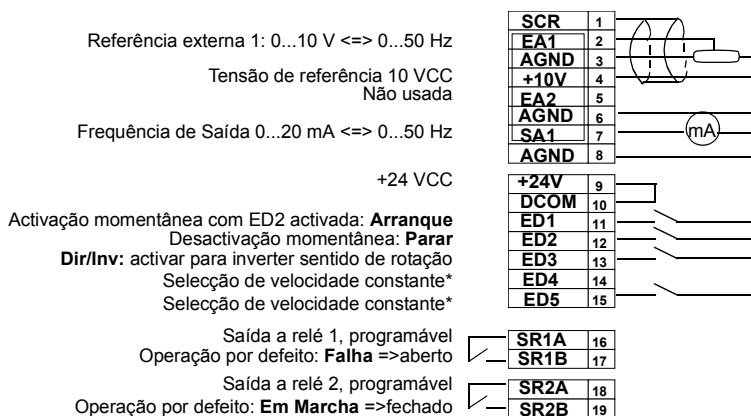 SCR 1
Referência externa 1: 0...10 V <=> 0...50 Hz EA1 2
AGND 3
Tensão de referência 10 VCC +10V 4
Não usada EA2 5
AGND 6
Frequência de Saída 0...20 mA <=> 0...50 Hz SA1 7 mA
AGND 8
+24 VCC +24V 9
DCOM 10
Activação momentânea com ED2 activada: Arranque ED1 11
Desactivação momentânea: Parar ED2 12
Dir/Inv: activar para inverter sentido de rotação ED3 13
Selecção de velocidade constante* ED4 14
Selecção de velocidade constante* ED5 15
Saída a relé 1, programável SR1A 16
Operação por defeito: Falha =>aberto SR1B 17
Saída a relé 2, programável SR2A 18
Operação por defeito: Em Marcha =>fechado SR2B 19